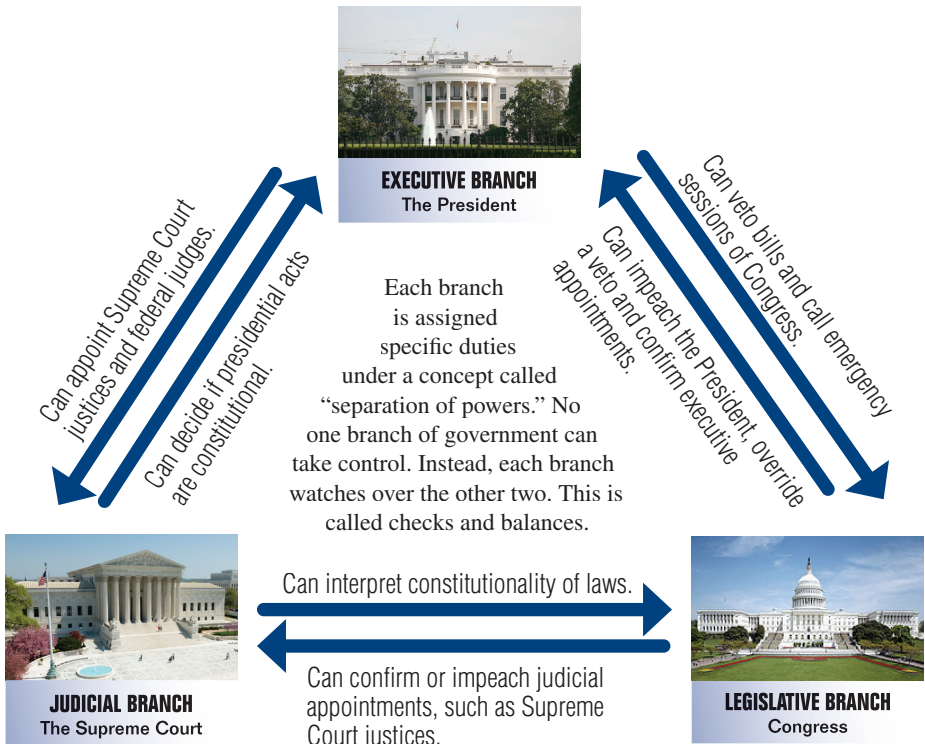 EXECUTIVE BRANCH
The President
Can appoint Supreme Court
justices and federal judges.
Can decide if presidential acts
are constitutional.
Can veto bills and call emergency
sessions of Congress.
Can impeach the President, override
a veto and confirm executive
appointments.
Each branch
is assigned
specific duties
under a concept called
“separation of powers.” No
one branch of government can
take control. Instead, each branch
watches over the other two. This is
called checks and balances.
Can interpret constitutionality of laws.
Can confirm or impeach judicial
appointments, such as Supreme
Court justices.
JUDICIAL BRANCH
The Supreme Court
LEGISLATIVE BRANCH
Congress